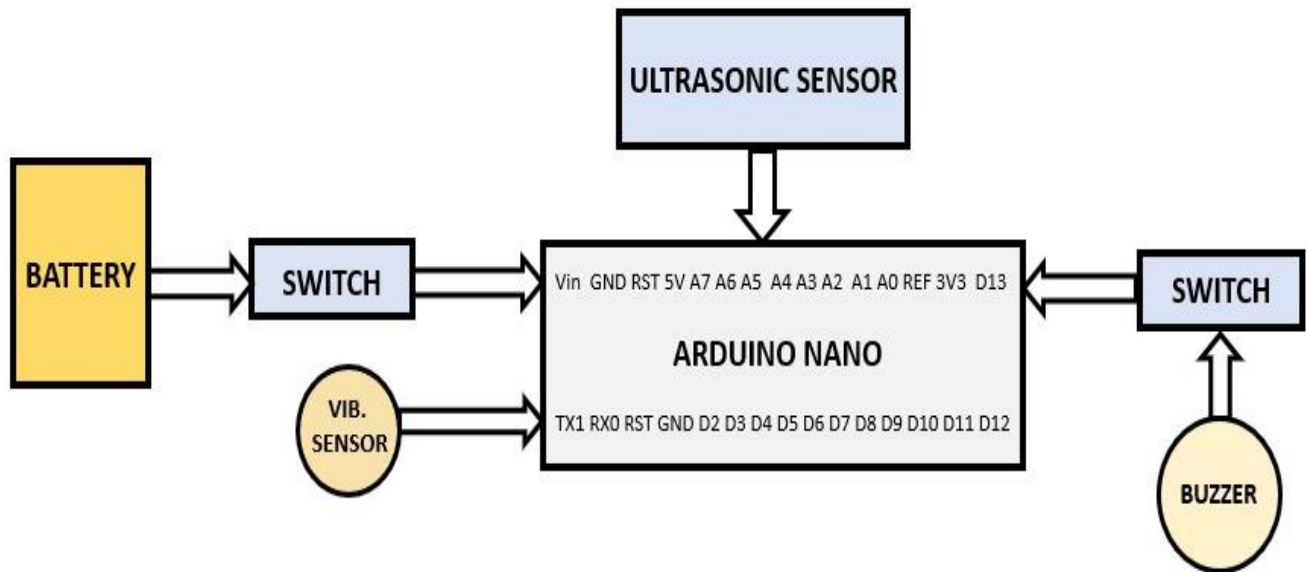 ULTRASONIC SENSOR
BATTERY
SWITCH
Vin GND RST 5V A7 A6 A5 A4 A3 A2 A1 A0 REF 3V3 D13
SWITCH
ARDUINO NANO
VIB.
SENSOR
TX1 RX0 RST GND D2 D3 D4 D5 D6 D7 D8 D9 D10 D11 D12
BUZZER